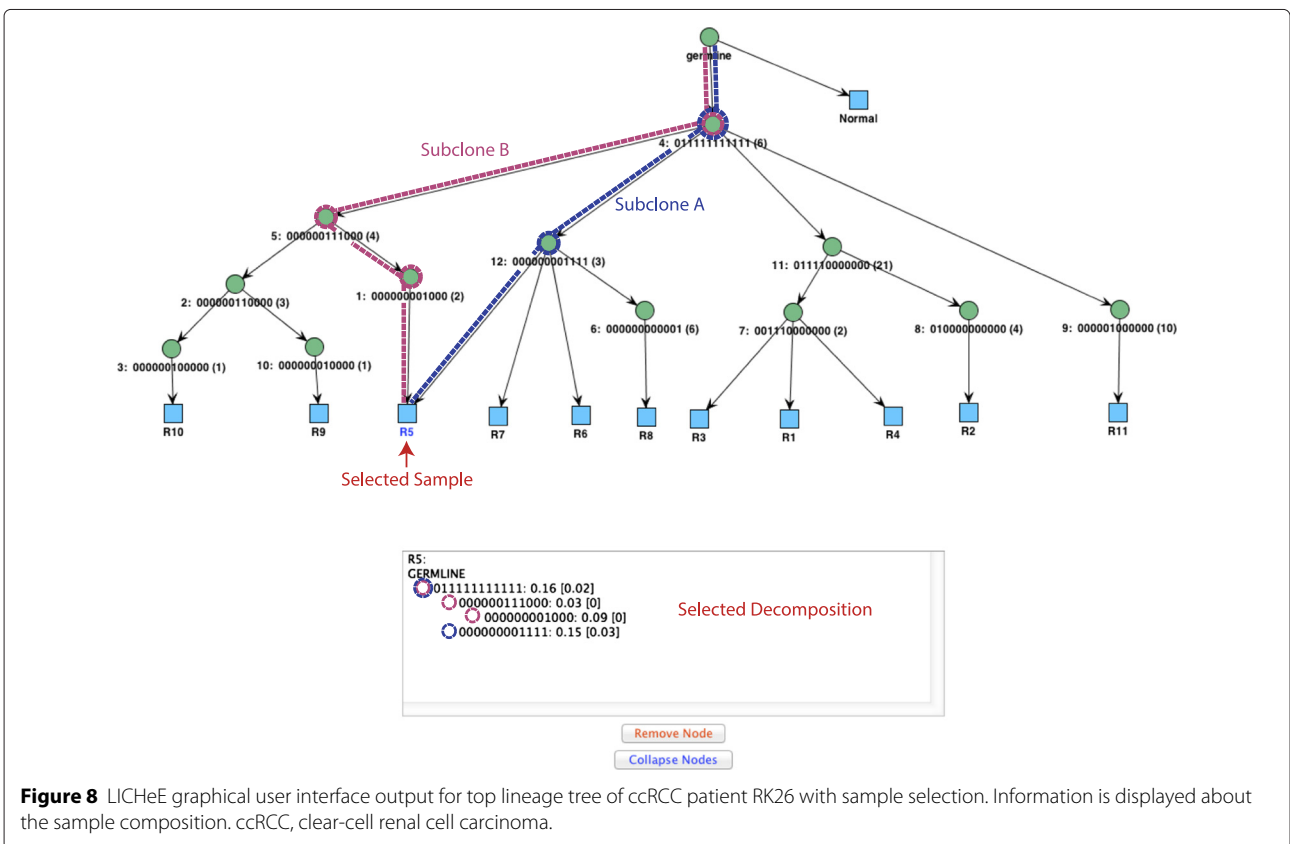 germline
Normal
4: 011111111111 (6)
Subclone B
Subclone A
5: 000000111000 (4)
12: 000000001111 (3)
11: 011110000000 (21)
2: 000000110000 (3)
1: 000000001000 (2)
6: 000000000001 (6)
7: 001110000000 (2)
8: 010000000000 (4)
9: 000001000000 (10)
3: 000000100000 (1)
10: 000000010000 (1)
R10
R9
R5
R7
R6
R8
R3
R1
R4
R2
R11
Selected Sample
R5:
GERMLINE
011111111111: 0.16 [0.02]
000000111000: 0.03 [0]
000000001000: 0.09 [0]
000000001111: 0.15 [0.03]
Selected Decomposition
Remove Node
Collapse Nodes
Figure 8 LICHeE graphical user interface output for top lineage tree of ccRCC patient RK26 with sample selection. Information is displayed about
the sample composition. ccRCC, clear-cell renal cell carcinoma.